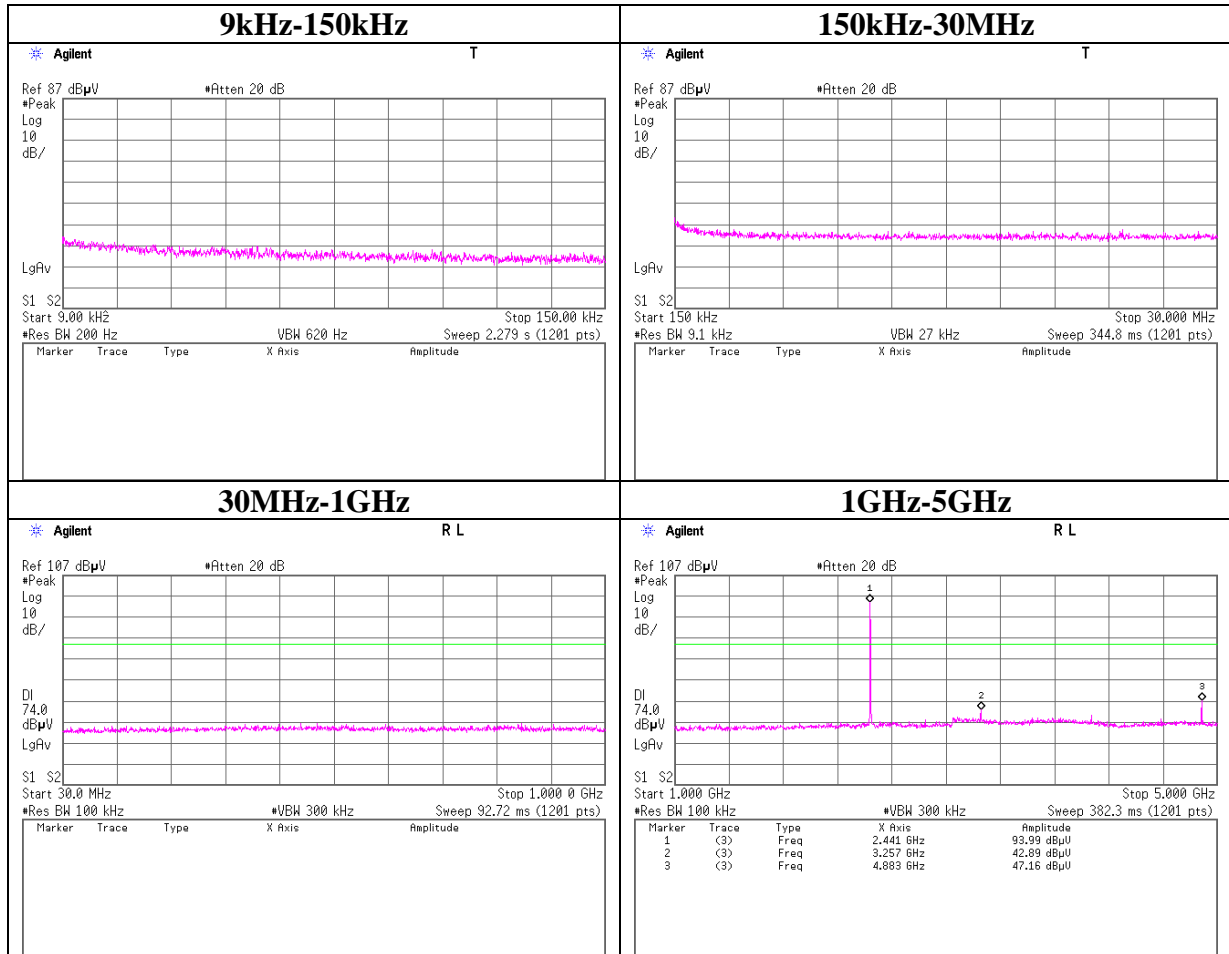 9kHz-150kHz
Agilent T
Ref 87 dBµV #Atten 20 dB
#Peak
Log
10
dB/
LgAv
S1 S2
Start 9.00 kHz Stop 150.00 kHz
#Res BW 200 Hz VBW 620 Hz Sweep 2.279 s (1201 pts)
Marker Trace Type X Axis Amplitude
150kHz-30MHz
Agilent T
Ref 87 dBµV #Atten 20 dB
#Peak
Log
10
dB/
LgAv
S1 S2
Start 150 kHz Stop 30.000 MHz
#Res BW 9.1 kHz VBW 27 kHz Sweep 344.8 ms (1201 pts)
Marker Trace Type X Axis Amplitude
30MHz-1GHz
Agilent R L
Ref 107 dBµV #Atten 20 dB
#Peak
Log
10
dB/
DI
74.0
dBµV
LgAv
S1 S2
Start 30.0 MHz Stop 1.000 0 GHz
#Res BW 100 kHz #VBW 300 kHz Sweep 92.72 ms (1201 pts)
Marker Trace Type X Axis Amplitude
1GHz-5GHz
Agilent R L
Ref 107 dBµV #Atten 20 dB
#Peak
Log
10
dB/
1
2
3
DI
74.0
dBµV
LgAv
S1 S2
Start 1.000 GHz Stop 5.000 GHz
#Res BW 100 kHz #VBW 300 kHz Sweep 382.3 ms (1201 pts)
Marker Trace Type X Axis Amplitude
1 (3) Freq 2.441 GHz 93.99 dBµV
2 (3) Freq 3.257 GHz 42.89 dBµV
3 (3) Freq 4.883 GHz 47.16 dBµV